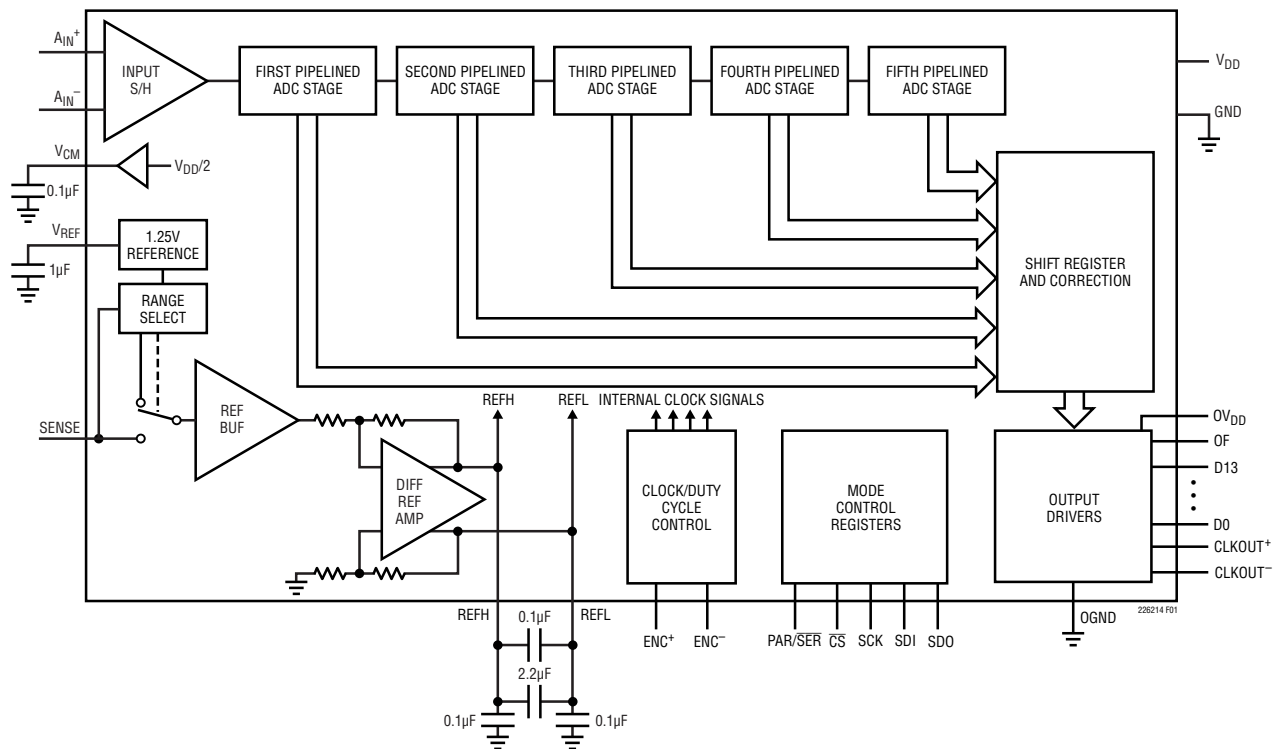 AIN+
INPUT
S/H
AIN−
FIRST PIPELINED
ADC STAGE
SECOND PIPELINED
ADC STAGE
THIRD PIPELINED
ADC STAGE
FOURTH PIPELINED
ADC STAGE
FIFTH PIPELINED
ADC STAGE
VDD
GND
VCM
VDD/2
0.1µF
VREF
1.25V
REFERENCE
1µF
RANGE
SELECT
SHIFT REGISTER
AND CORRECTION
SENSE
REF
BUF
DIFF
REF
AMP
REFH
REFL
INTERNAL CLOCK SIGNALS
CLOCK/DUTY
CYCLE
CONTROL
MODE
CONTROL
REGISTERS
OUTPUT
DRIVERS
OVDD
OF
D13
D0
CLKOUT+
CLKOUT−
226214 F01
OGND
REFH
0.1µF
REFL
2.2µF
0.1µF
0.1µF
ENC+
ENC−
PAR/S̅E̅R̅
C̅S̅
SCK
SDI
SDO